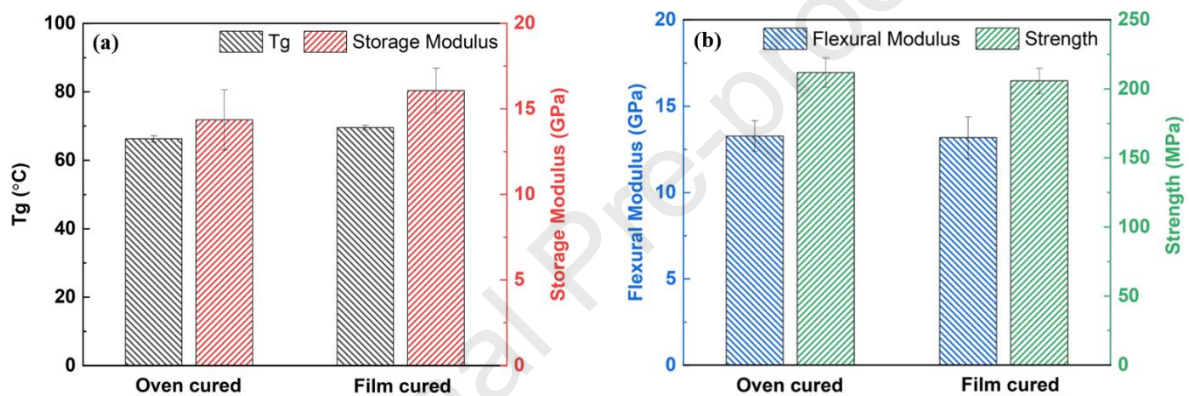 (a)
Tg
Storage Modulus
100
80
60
40
20
0
Tg (°C)
20
15
10
5
0
Storage Modulus (GPa)
Oven cured
Film cured
(b)
Flexural Modulus
Strength
20
15
10
5
0
Flexural Modulus (GPa)
250
200
150
100
50
0
Strength (MPa)
Oven cured
Film cured